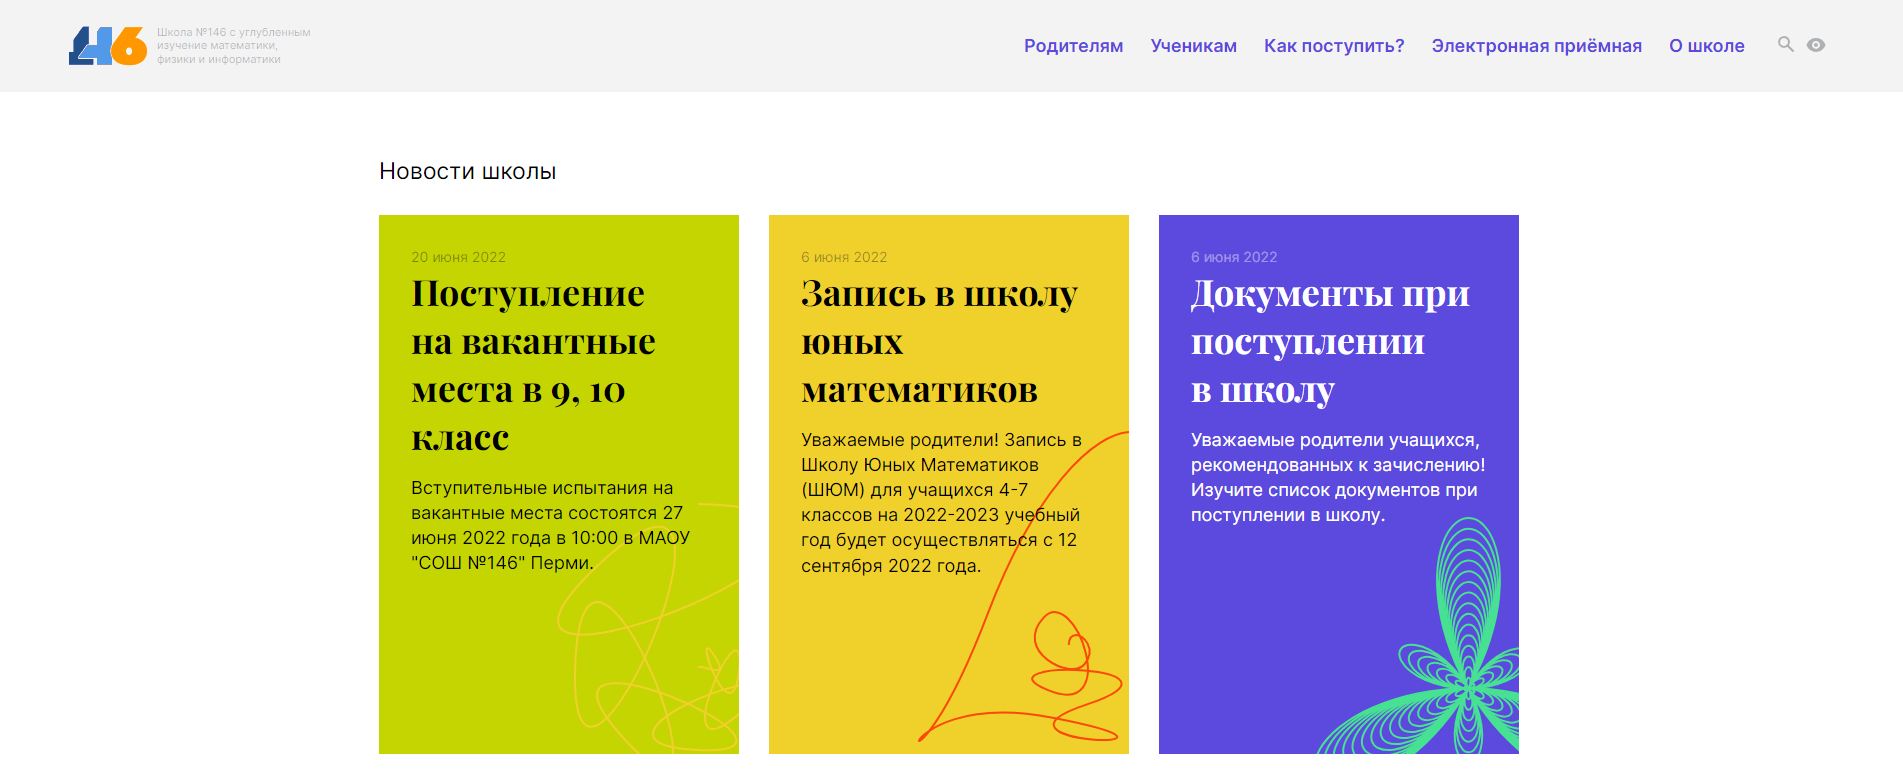 146
Школа №146 с углубленным
изучение математики,
физики и информатики
Родителям Ученикам Как поступить? Электронная приёмная О школе
Новости школы
20 июня 2022
Поступление
на вакантные
места в 9, 10
класс
Вступительные испытания на
вакантные места состоятся 27
июня 2022 года в 10:00 в МАОУ
"СОШ №146" Перми.
6 июня 2022
Запись в школу
юных
математиков
Уважаемые родители! Запись в
Школу Юных Математиков
(ШЮМ) для учащихся 4-7
классов на 2022-2023 учебный
год будет осуществляться с 12
сентября 2022 года.
6 июня 2022
Документы при
поступлении
в школу
Уважаемые родители учащихся,
рекомендованных к зачислению!
Изучите список документов при
поступлении в школу.